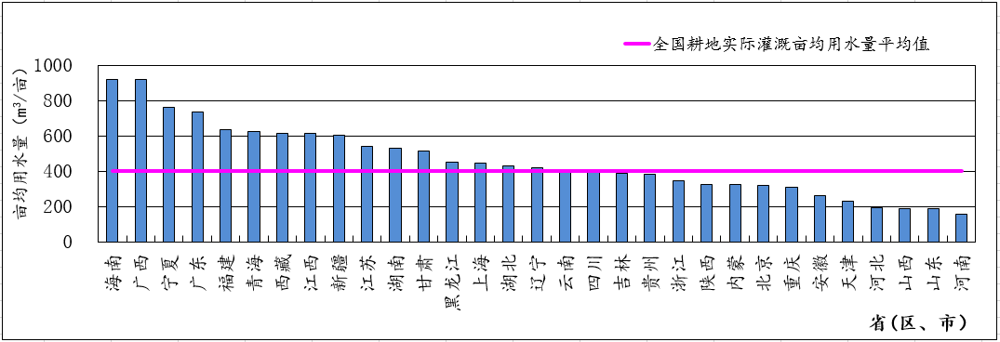 全国耕地实际灌溉亩均用水量平均值
亩均用水量(m³/亩)
1000
800
600
400
200
0
海南
广西
宁夏
广东
福建
青海
西藏
江西
新疆
江苏
湖南
甘肃
黑龙江
上海
湖北
辽宁
云南
四川
吉林
贵州
浙江
陕西
内蒙
北京
重庆
安徽
天津
河北
山西
山东
河南
省(区、市)